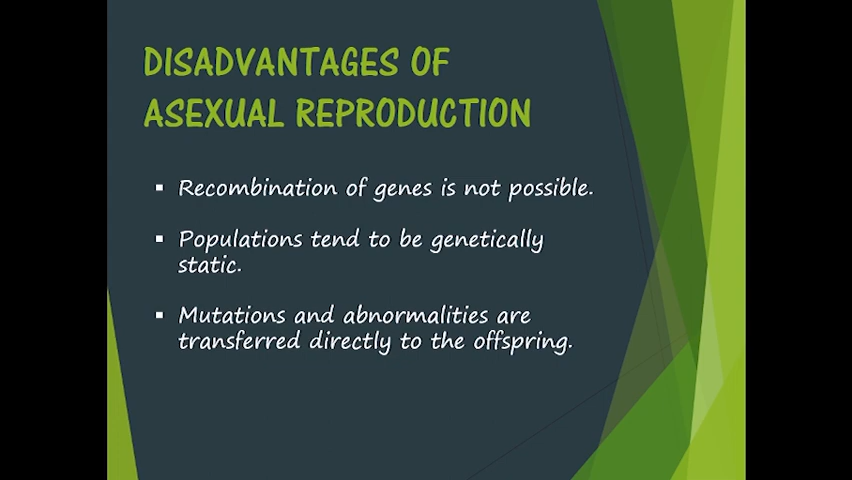 DISADVANTAGES OF
ASEXUAL REPRODUCTION
▪ Recombination of genes is not possible.
▪ Populations tend to be genetically
static.
▪ Mutations and abnormalities are
transferred directly to the offspring.